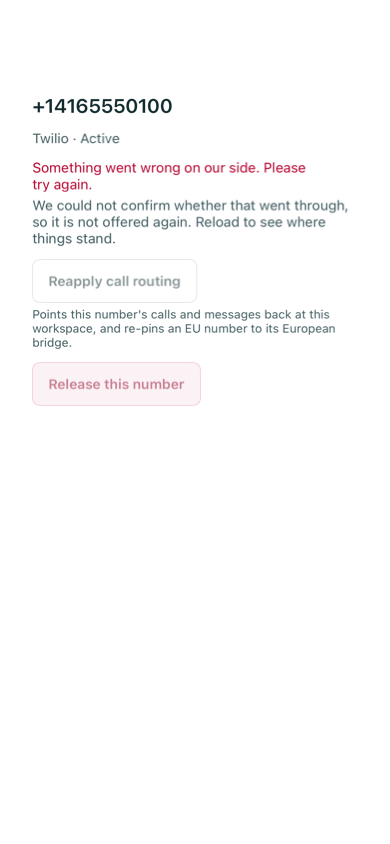 +14165550100
Twilio · Active
Something went wrong on our side. Please
try again.
We could not confirm whether that went through,
so it is not offered again. Reload to see where
things stand.
Reapply call routing
Points this number's calls and messages back at this
workspace, and re-pins an EU number to its European
bridge.
Release this number